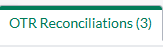 OTR Reconciliations (3)